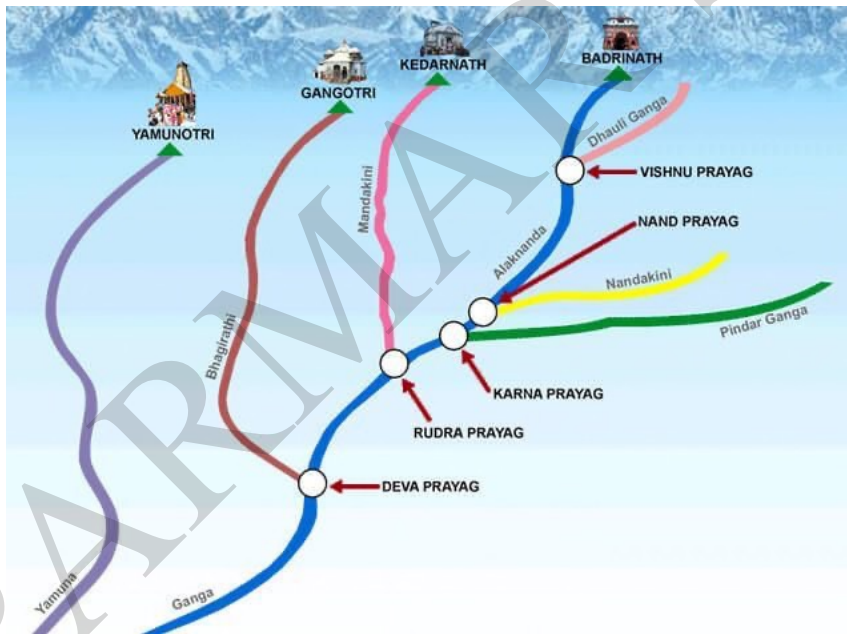 KEDARNATH
BADRINATH
GANGOTRI
YAMUNOTRI
Dhauli Ganga
VISHNU PRAYAG
Mandakini
NAND PRAYAG
Alaknanda
Nandakini
Pindar Ganga
Bhagirathi
KARNA PRAYAG
RUDRA PRAYAG
DEVA PRAYAG
Yamuna
Ganga
PARMAR